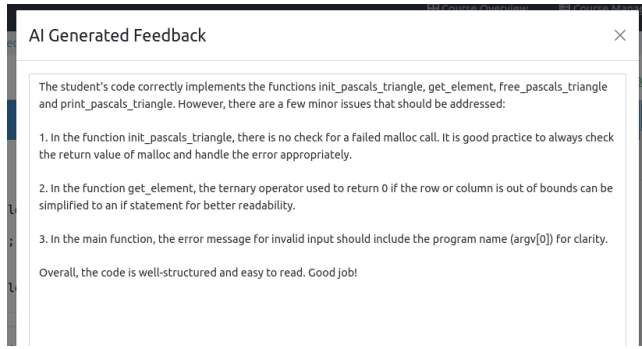 Course Overview
Course Mana
AI Generated Feedback
The student's code correctly implements the functions init_pascals_triangle, get_element, free_pascals_triangle
and print_pascals_triangle. However, there are a few minor issues that should be addressed:
1. In the function init_pascals_triangle, there is no check for a failed malloc call. It is good practice to always check
the return value of malloc and handle the error appropriately.
2. In the function get_element, the ternary operator used to return 0 if the row or column is out of bounds can be
simplified to an if statement for better readability.
3. In the main function, the error message for invalid input should include the program name (argv[0]) for clarity.
Overall, the code is well-structured and easy to read. Good job!